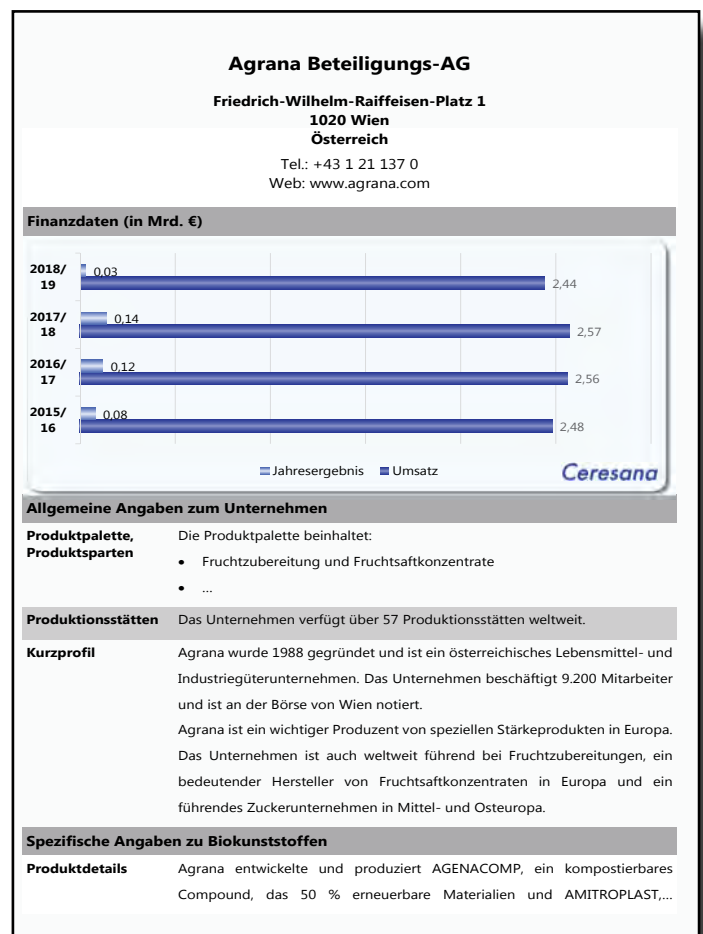 Agrana Beteiligungs-AG
Friedrich-Wilhelm-Raiffeisen-Platz 1
1020 Wien
Österreich
Tel.: +43 1 21 137 0
Web: www.agrana.com
Finanzdaten (in Mrd. €)
2018/
19
0,03
2,44
2017/
18
0,14
2,57
2016/
17
0,12
2,56
2015/
16
0,08
2,48
Jahresergebnis Umsatz
Ceresana
Allgemeine Angaben zum Unternehmen
Produktpalette,
Produktsparten
Die Produktpalette beinhaltet:
• Fruchtzubereitung und Fruchtsaftkonzentrate
• ...
Produktionsstätten Das Unternehmen verfügt über 57 Produktionsstätten weltweit.
Kurzprofil Agrana wurde 1988 gegründet und ist ein österreichisches Lebensmittel- und
Industriegüterunternehmen. Das Unternehmen beschäftigt 9.200 Mitarbeiter
und ist an der Börse von Wien notiert.
Agrana ist ein wichtiger Produzent von speziellen Stärkeprodukten in Europa.
Das Unternehmen ist auch weltweit führend bei Fruchtzubereitungen, ein
bedeutender Hersteller von Fruchtsaftkonzentraten in Europa und ein
führendes Zuckerunternehmen in Mittel- und Osteuropa.
Spezifische Angaben zu Biokunststoffen
Produktdetails Agrana entwickelte und produziert AGENACOMP, ein kompostierbares
Compound, das 50 % erneuerbare Materialien und AMITROPLAST,...